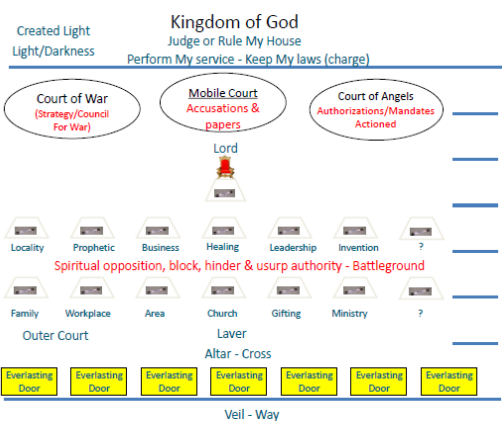 Kingdom of God
Created Light
Light/Darkness
Judge or Rule My House
Perform My service - Keep My laws (charge)
Court of War
(Strategy/Council
For War)
Mobile Court
Accusations &
papers
Court of Angels
Authorizations/Mandates
Actioned
Lord
Locality Prophetic Business Healing Leadership Invention ?
Spiritual opposition, block, hinder & usurp authority - Battleground
Family Workplace Area Church Gifting Ministry ?
Outer Court
Laver
Altar - Cross
Everlasting Everlasting Everlasting Everlasting Everlasting Everlasting Everlasting
Door Door Door Door Door Door Door
Veil - Way